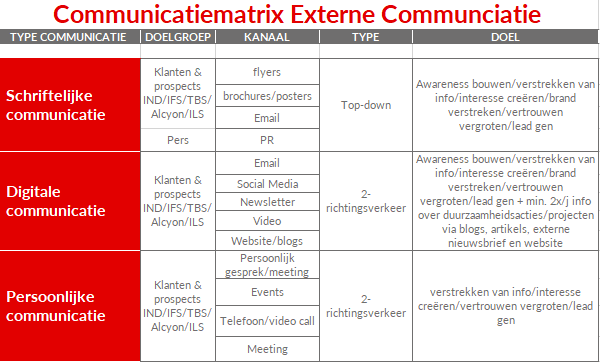 Communicatiematrix Externe Communciatie
TYPE COMMUNICATIE DOELGROEP KANAAL TYPE DOEL
Schriftelijke
communicatie
Klanten &
prospects
IND/IFS/TBS/
Alcyon/ILS
Pers
flyers
brochures/posters
Email
PR
Top-down
Awareness bouwen/verstrekken van
info/interesse creëren/brand
verstreken/vertrouwen
vergroten/lead gen
Digitale
communicatie
Klanten &
prospects
IND/IFS/TBS/
Alcyon/ILS
Email
Social Media
Newsletter
Video
Website/blogs
2-
richtingsverkeer
Awareness bouwen/verstrekken van
info/interesse creëren/brand
verstreken/vertrouwen
vergroten/lead gen + min. 2x/j info
over duurzaamheidsacties/projecten
via blogs, artikels, externe
nieuwsbrief en website
Persoonlijke
communicatie
Klanten &
prospects
IND/IFS/TBS/
Alcyon/ILS
Persoonlijk
gesprek/meeting
Events
Telefoon/video call
Meeting
2-
richtingsverkeer
verstrekken van info/interesse
creëren/vertrouwen vergroten/lead
gen